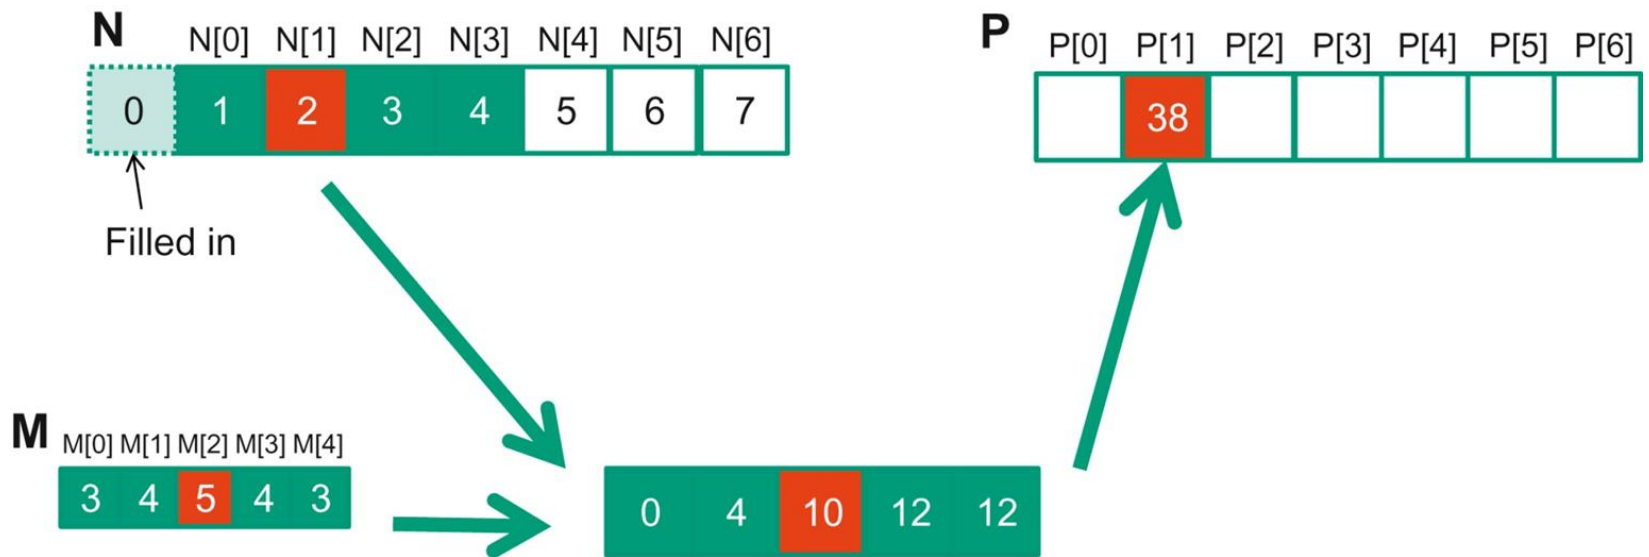 N
N[0] N[1] N[2] N[3] N[4] N[5] N[6]
0 1 2 3 4 5 6 7
Filled in
P
P[0] P[1] P[2] P[3] P[4] P[5] P[6]
38
M
M[0] M[1] M[2] M[3] M[4]
3 4 5 4 3
0 4 10 12 12